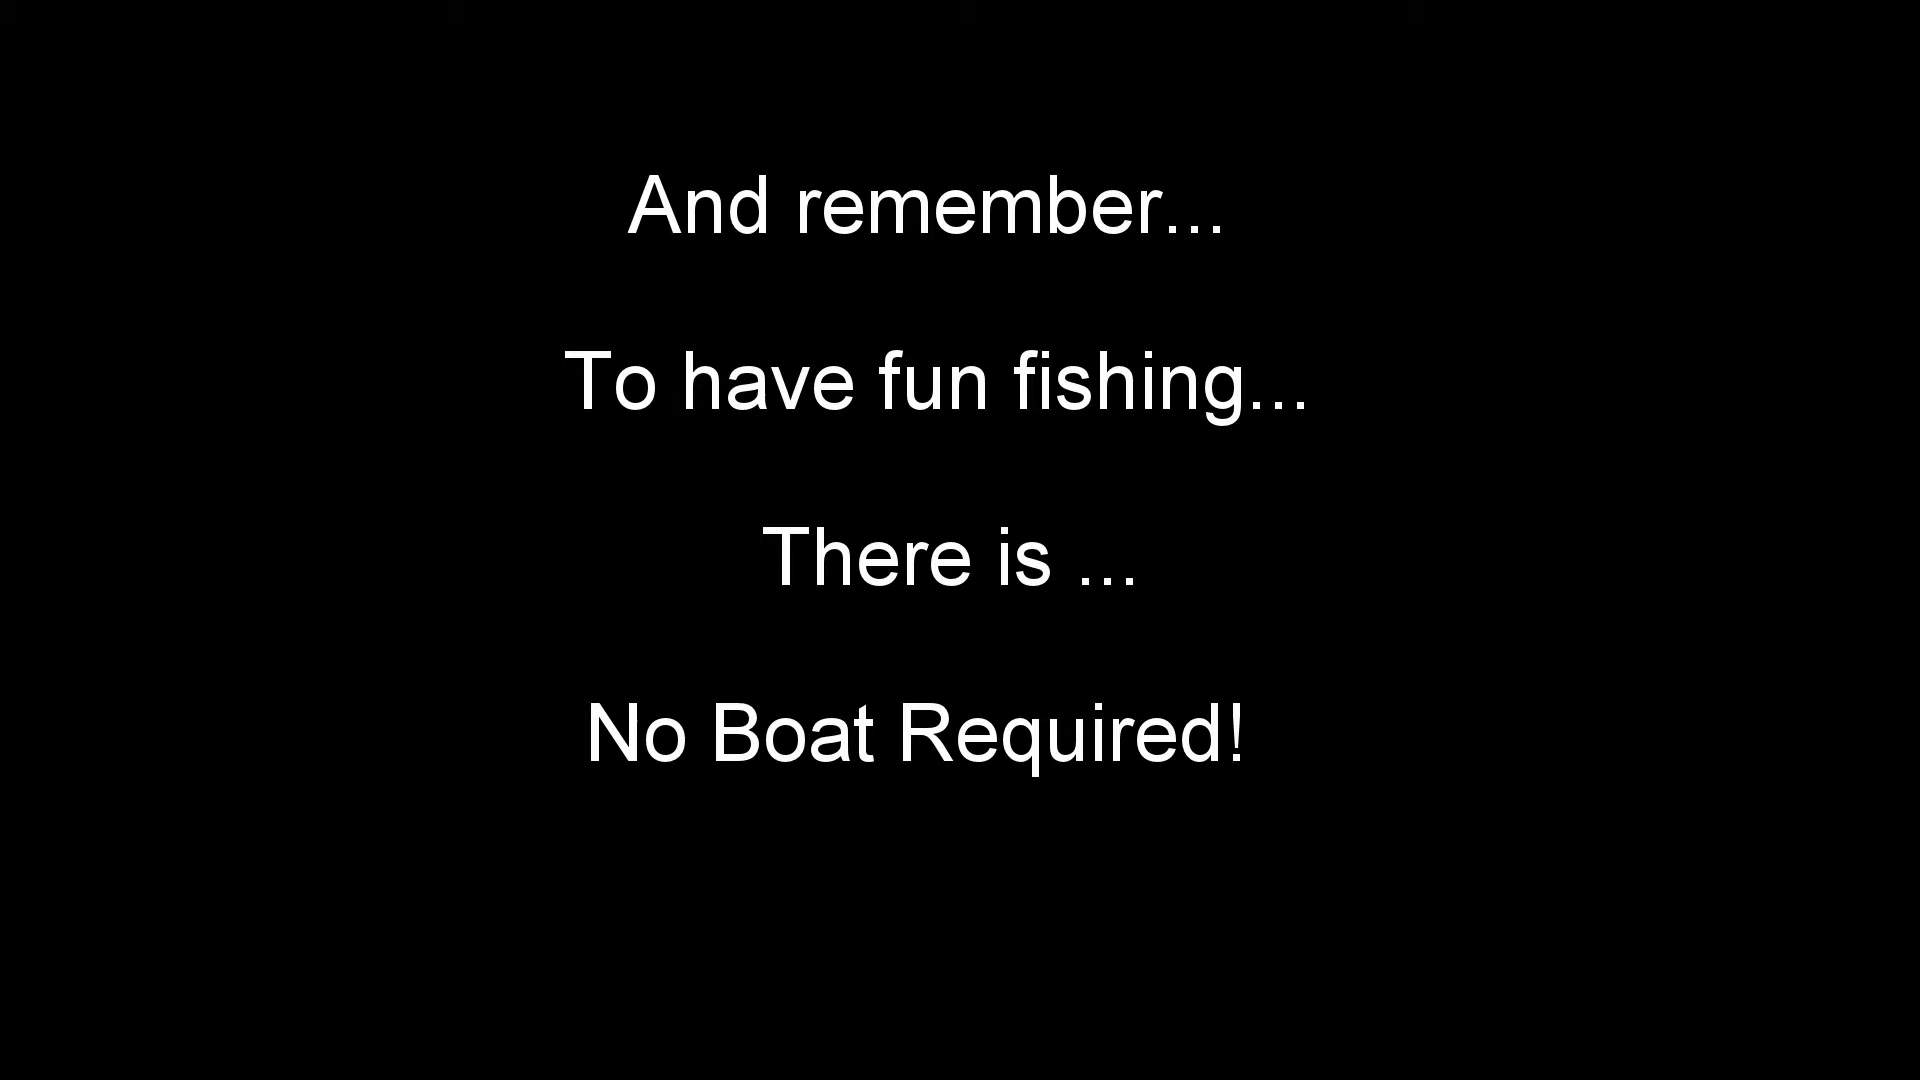 And remember...
To have fun fishing...
There is ...
No Boat Required!